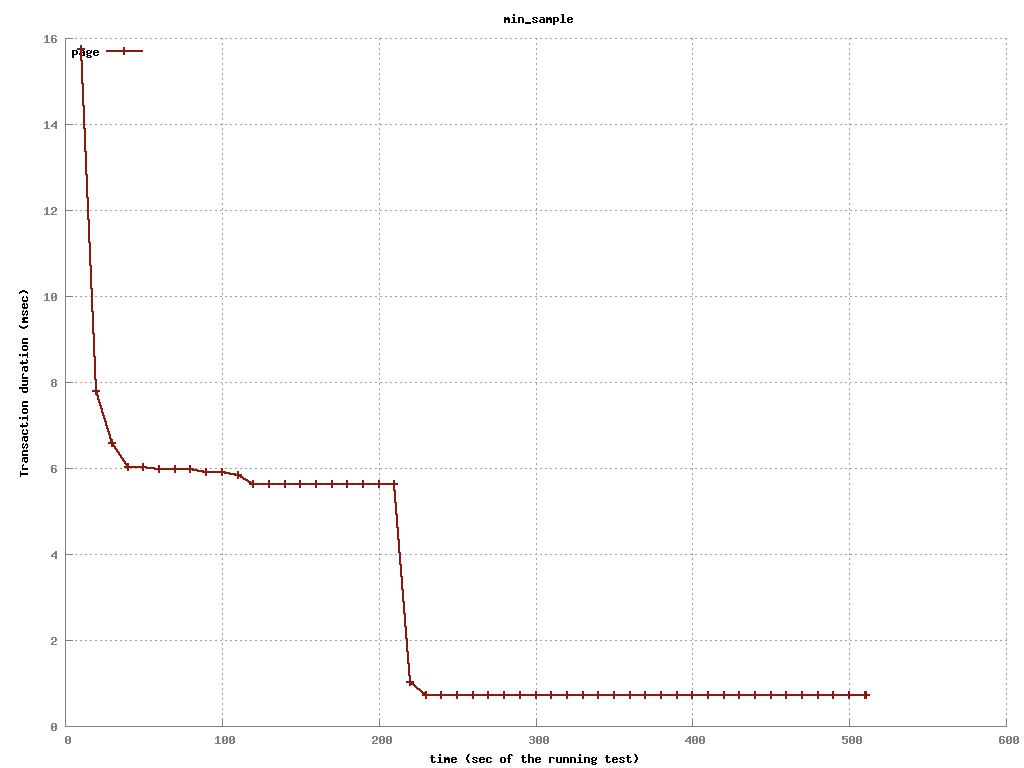 min_sample
page
16
14
12
10
8
6
4
2
0
Transaction duration (msec)
0 100 200 300 400 500 600
time (sec of the running test)